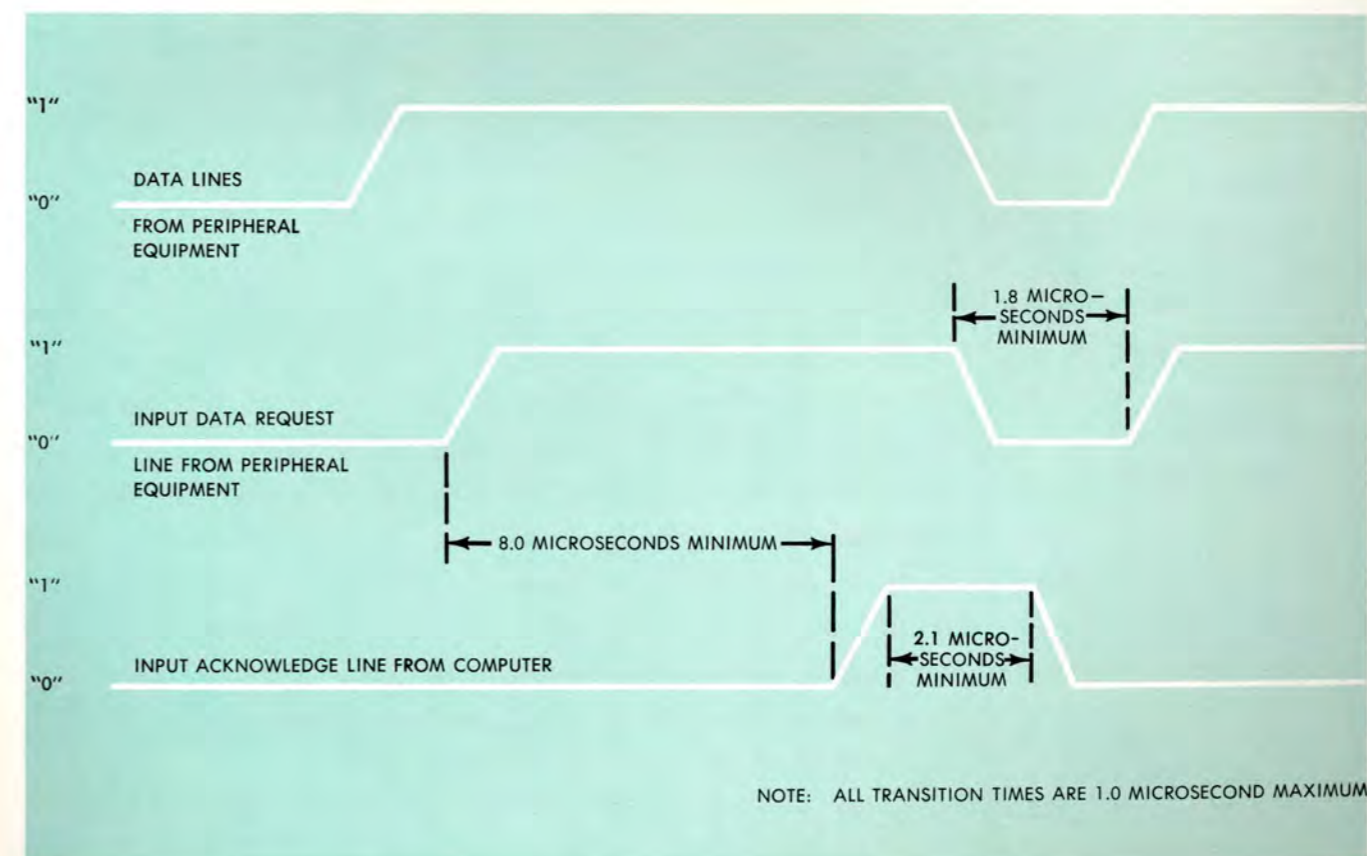 "1"
DATA LINES
"0"
FROM PERIPHERAL
EQUIPMENT
1.8 MICRO–
SECONDS
MINIMUM
"1"
INPUT DATA REQUEST
"0"
LINE FROM PERIPHERAL
EQUIPMENT
8.0 MICROSECONDS MINIMUM
"1"
2.1 MICRO-
SECONDS
MINIMUM
INPUT ACKNOWLEDGE LINE FROM COMPUTER
"0"
NOTE: ALL TRANSITION TIMES ARE 1.0 MICROSECOND MAXIMUM